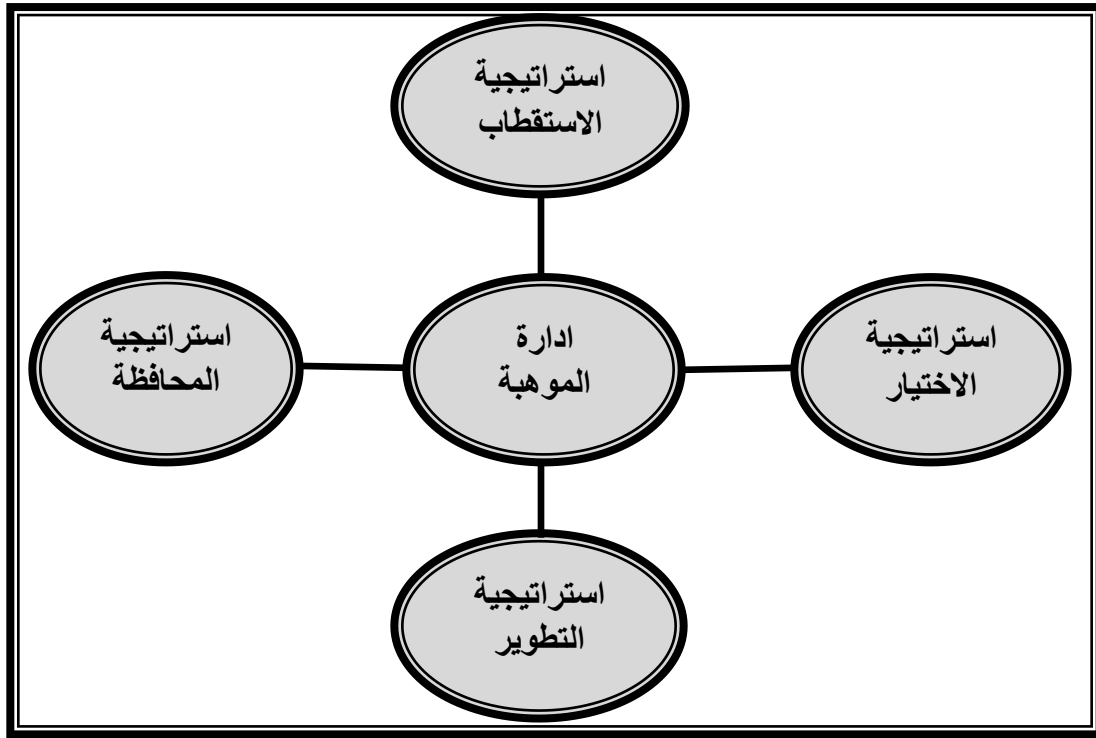 استراتيجية
الاستقطاب
استراتيجية
الاختيار
ادارة
الموهبة
استراتيجية
المحافظة
استراتيجية
التطوير